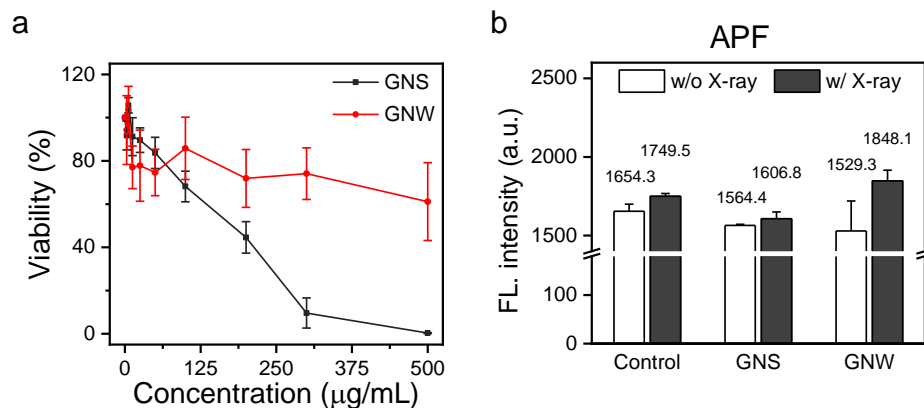 a
Viability (%)
120
80
40
0
GNS
GNW
0
125
250
375
500
Concentration (μg/mL)
b
APF
FL. intensity (a.u.)
2500
2000
1500
100
0
w/o X-ray
w/ X-ray
1654.3
1749.5
1564.4
1606.8
1529.3
1848.1
Control
GNS
GNW